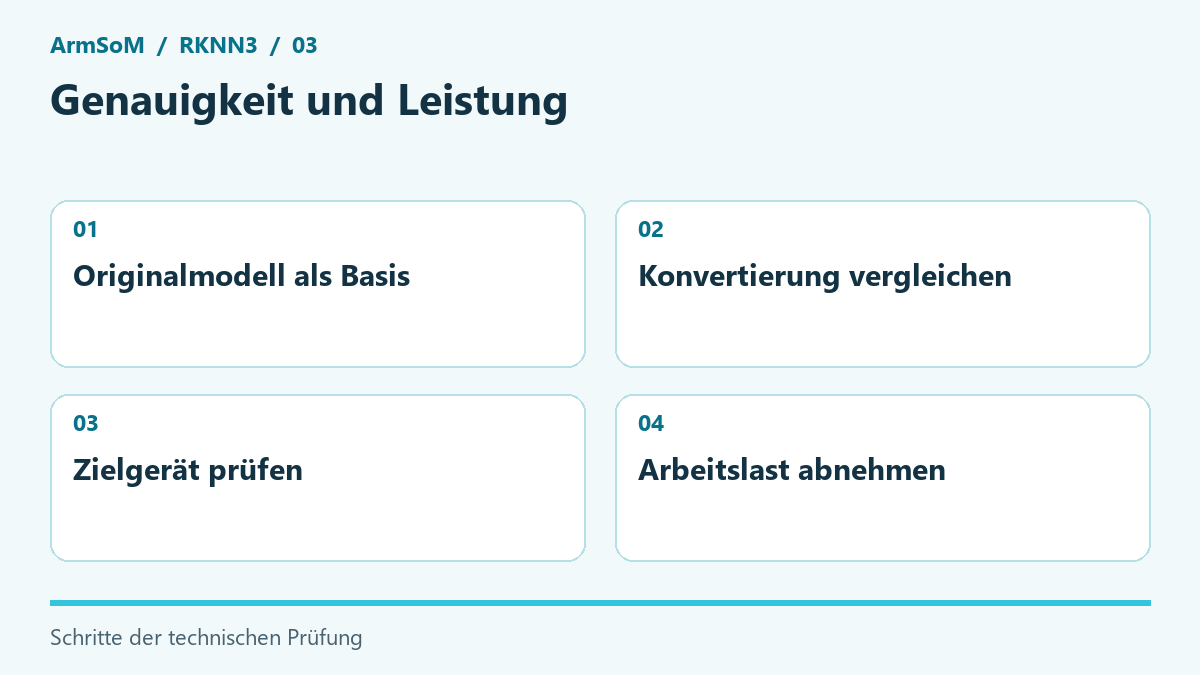 ArmSoM / RKNN3 / 03
Genauigkeit und Leistung
01
Originalmodell als Basis
02
Konvertierung vergleichen
03
Zielgerät prüfen
04
Arbeitslast abnehmen
Schritte der technischen Prüfung